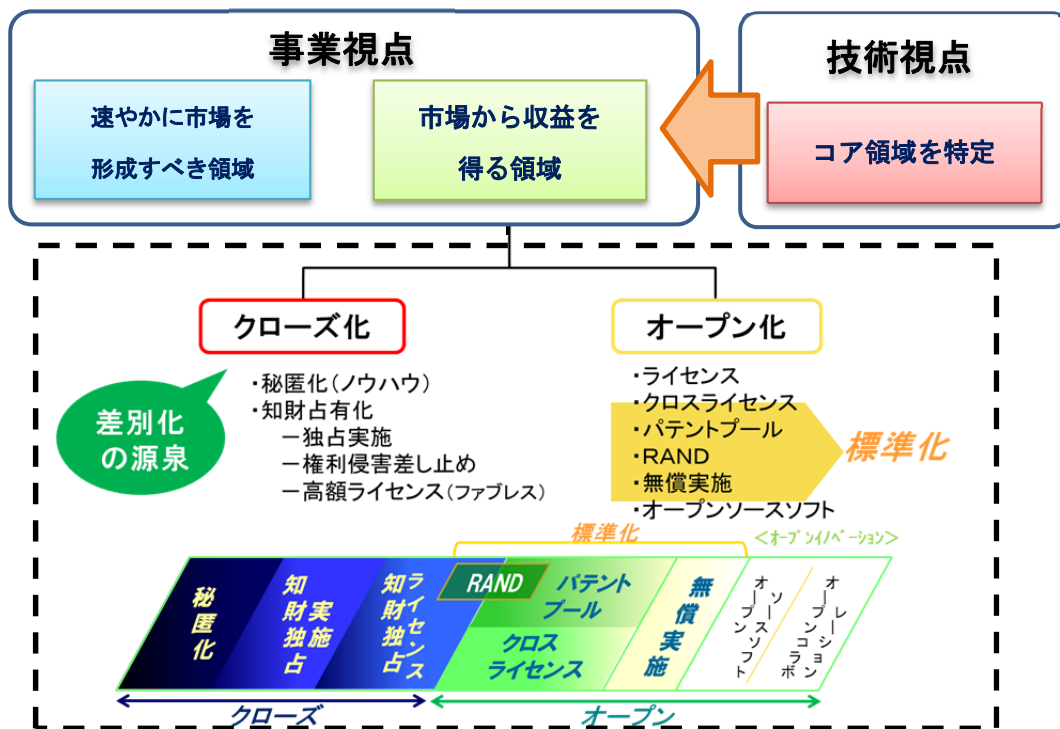 事業視点
速やかに市場を
形成すべき領域
市場から収益を
得る領域
技術視点
コア領域を特定
クローズ化
オープン化
差別化
の源泉
・秘匿化(ノウハウ)
・知財占有化
－独占実施
－権利侵害差し止め
－高額ライセンス(ファブレス)
・ライセンス
・クロスライセンス
・パテントプール
・RAND
・無償実施
・オープンソースソフト
標準化
標準化
<ｵｰﾌﾟﾝｲﾉﾍﾞｰｼｮﾝ>
秘匿化
知財独占
実施
知財独占
ライセンス
RAND
パテント
プール
クロス
ライセンス
無償実施
オープン
ソースソフト
オープンコラボ
レーション
クローズ
オープン